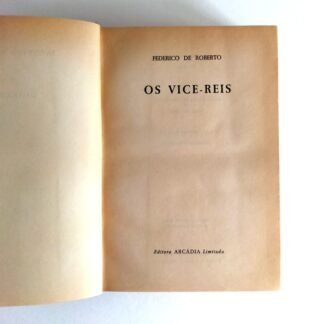 FEDERICO DE ROBERTO
OS VICE-REIS
Editora ARCÁDIA Limitada